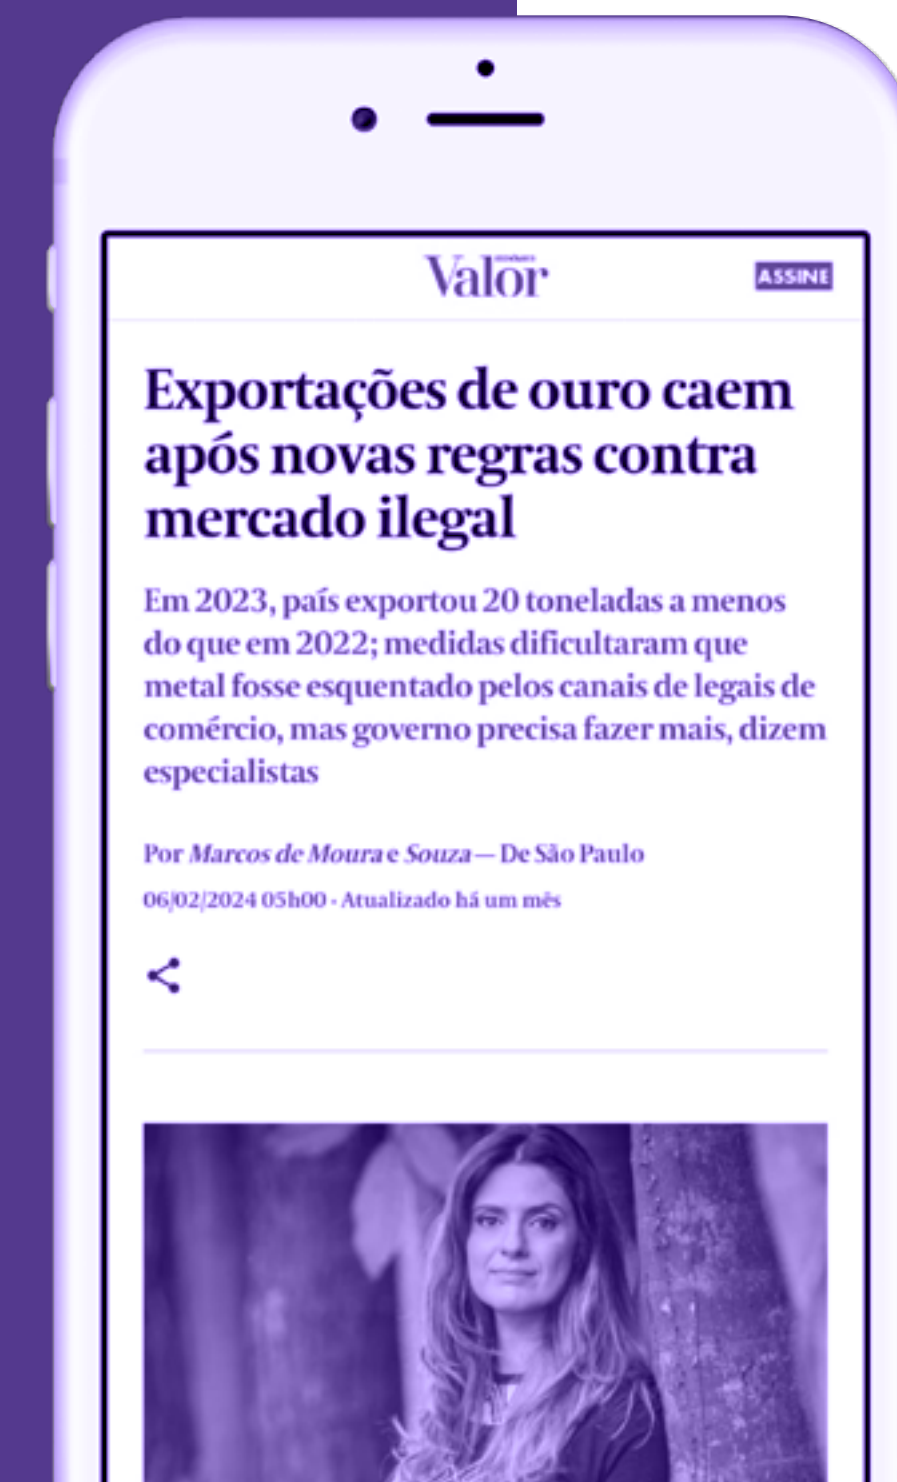 Valor
ASSINE
Exportações de ouro caem
após novas regras contra
mercado ilegal
Em 2023, país exportou 20 toneladas a menos
do que em 2022; medidas dificultaram que
metal fosse esquentado pelos canais de legais de
comércio, mas governo precisa fazer mais, dizem
especialistas
Por Marcos de Moura e Souza — De São Paulo
06/02/2024 05h00 · Atualizado há um mês